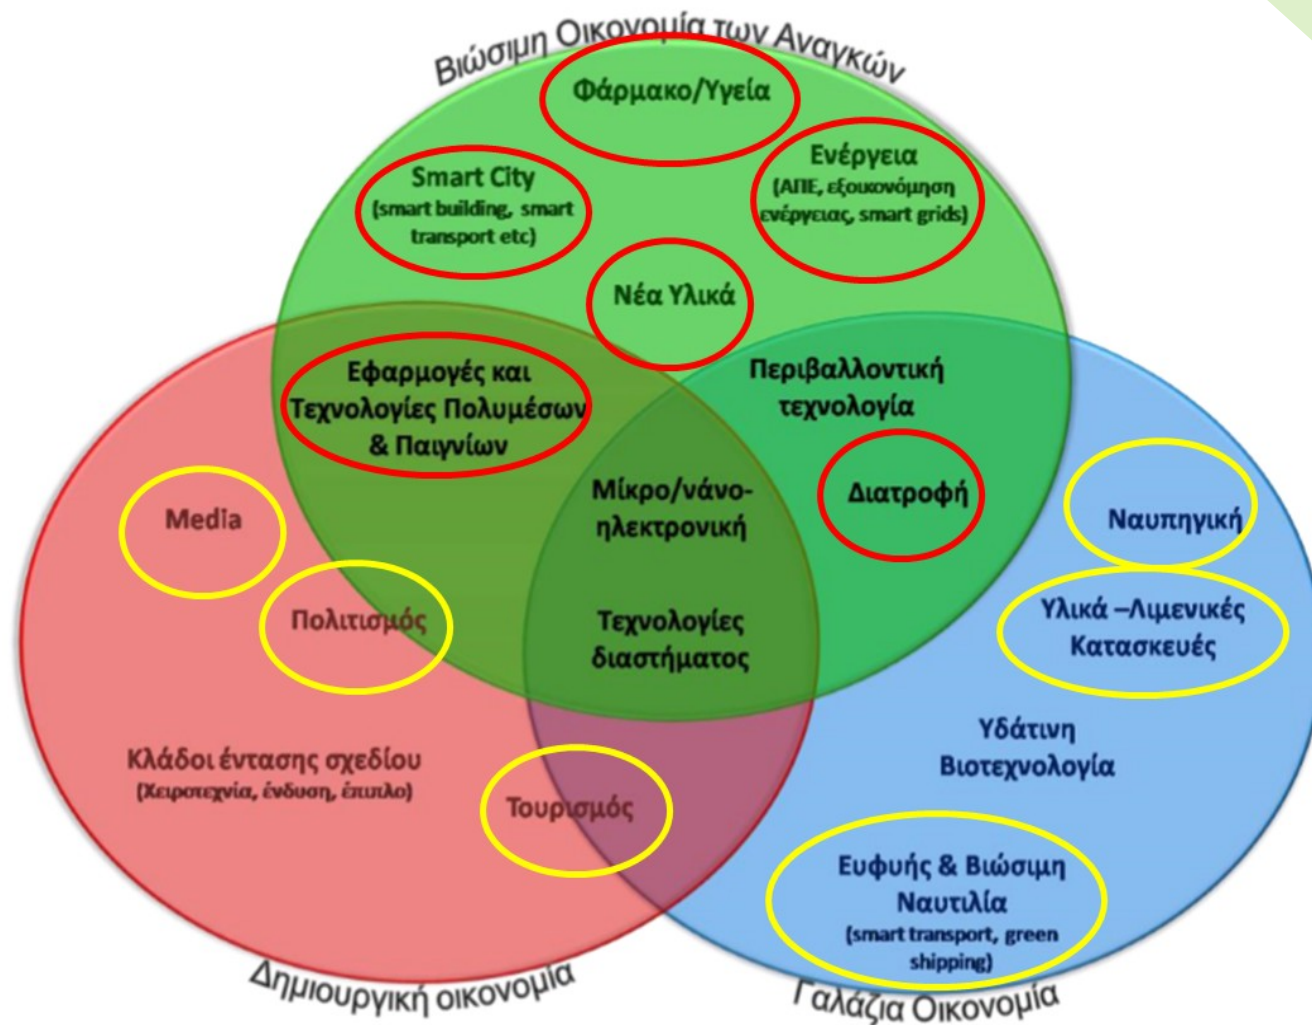 Βιώσιμη Οικονομία των Αναγκών
Φάρμακο/Υγεία
Ενέργεια
(ΑΠΕ, εξοικονόμηση
ενέργειας, smart grids)
Smart City
(smart building, smart
transport etc)
Νέα Υλικά
Εφαρμογές και
Τεχνολογίες Πολυμέσων
& Παιγνίων
Περιβαλλοντική
τεχνολογία
Διατροφή
Μίκρο/νάνο-
ηλεκτρονική
Τεχνολογίες
διαστήματος
Media
Πολιτισμός
Κλάδοι έντασης σχεδίου
(Χειροτεχνία, ένδυση, έπιπλο)
Τουρισμός
Ναυπηγική
Υλικά –Λιμενικές
Κατασκευές
Υδάτινη
Βιοτεχνολογία
Ευφυής & Βιώσιμη
Ναυτιλία
(smart transport, green
shipping)
Δημιουργική οικονομία
Γαλάζια Οικονομία